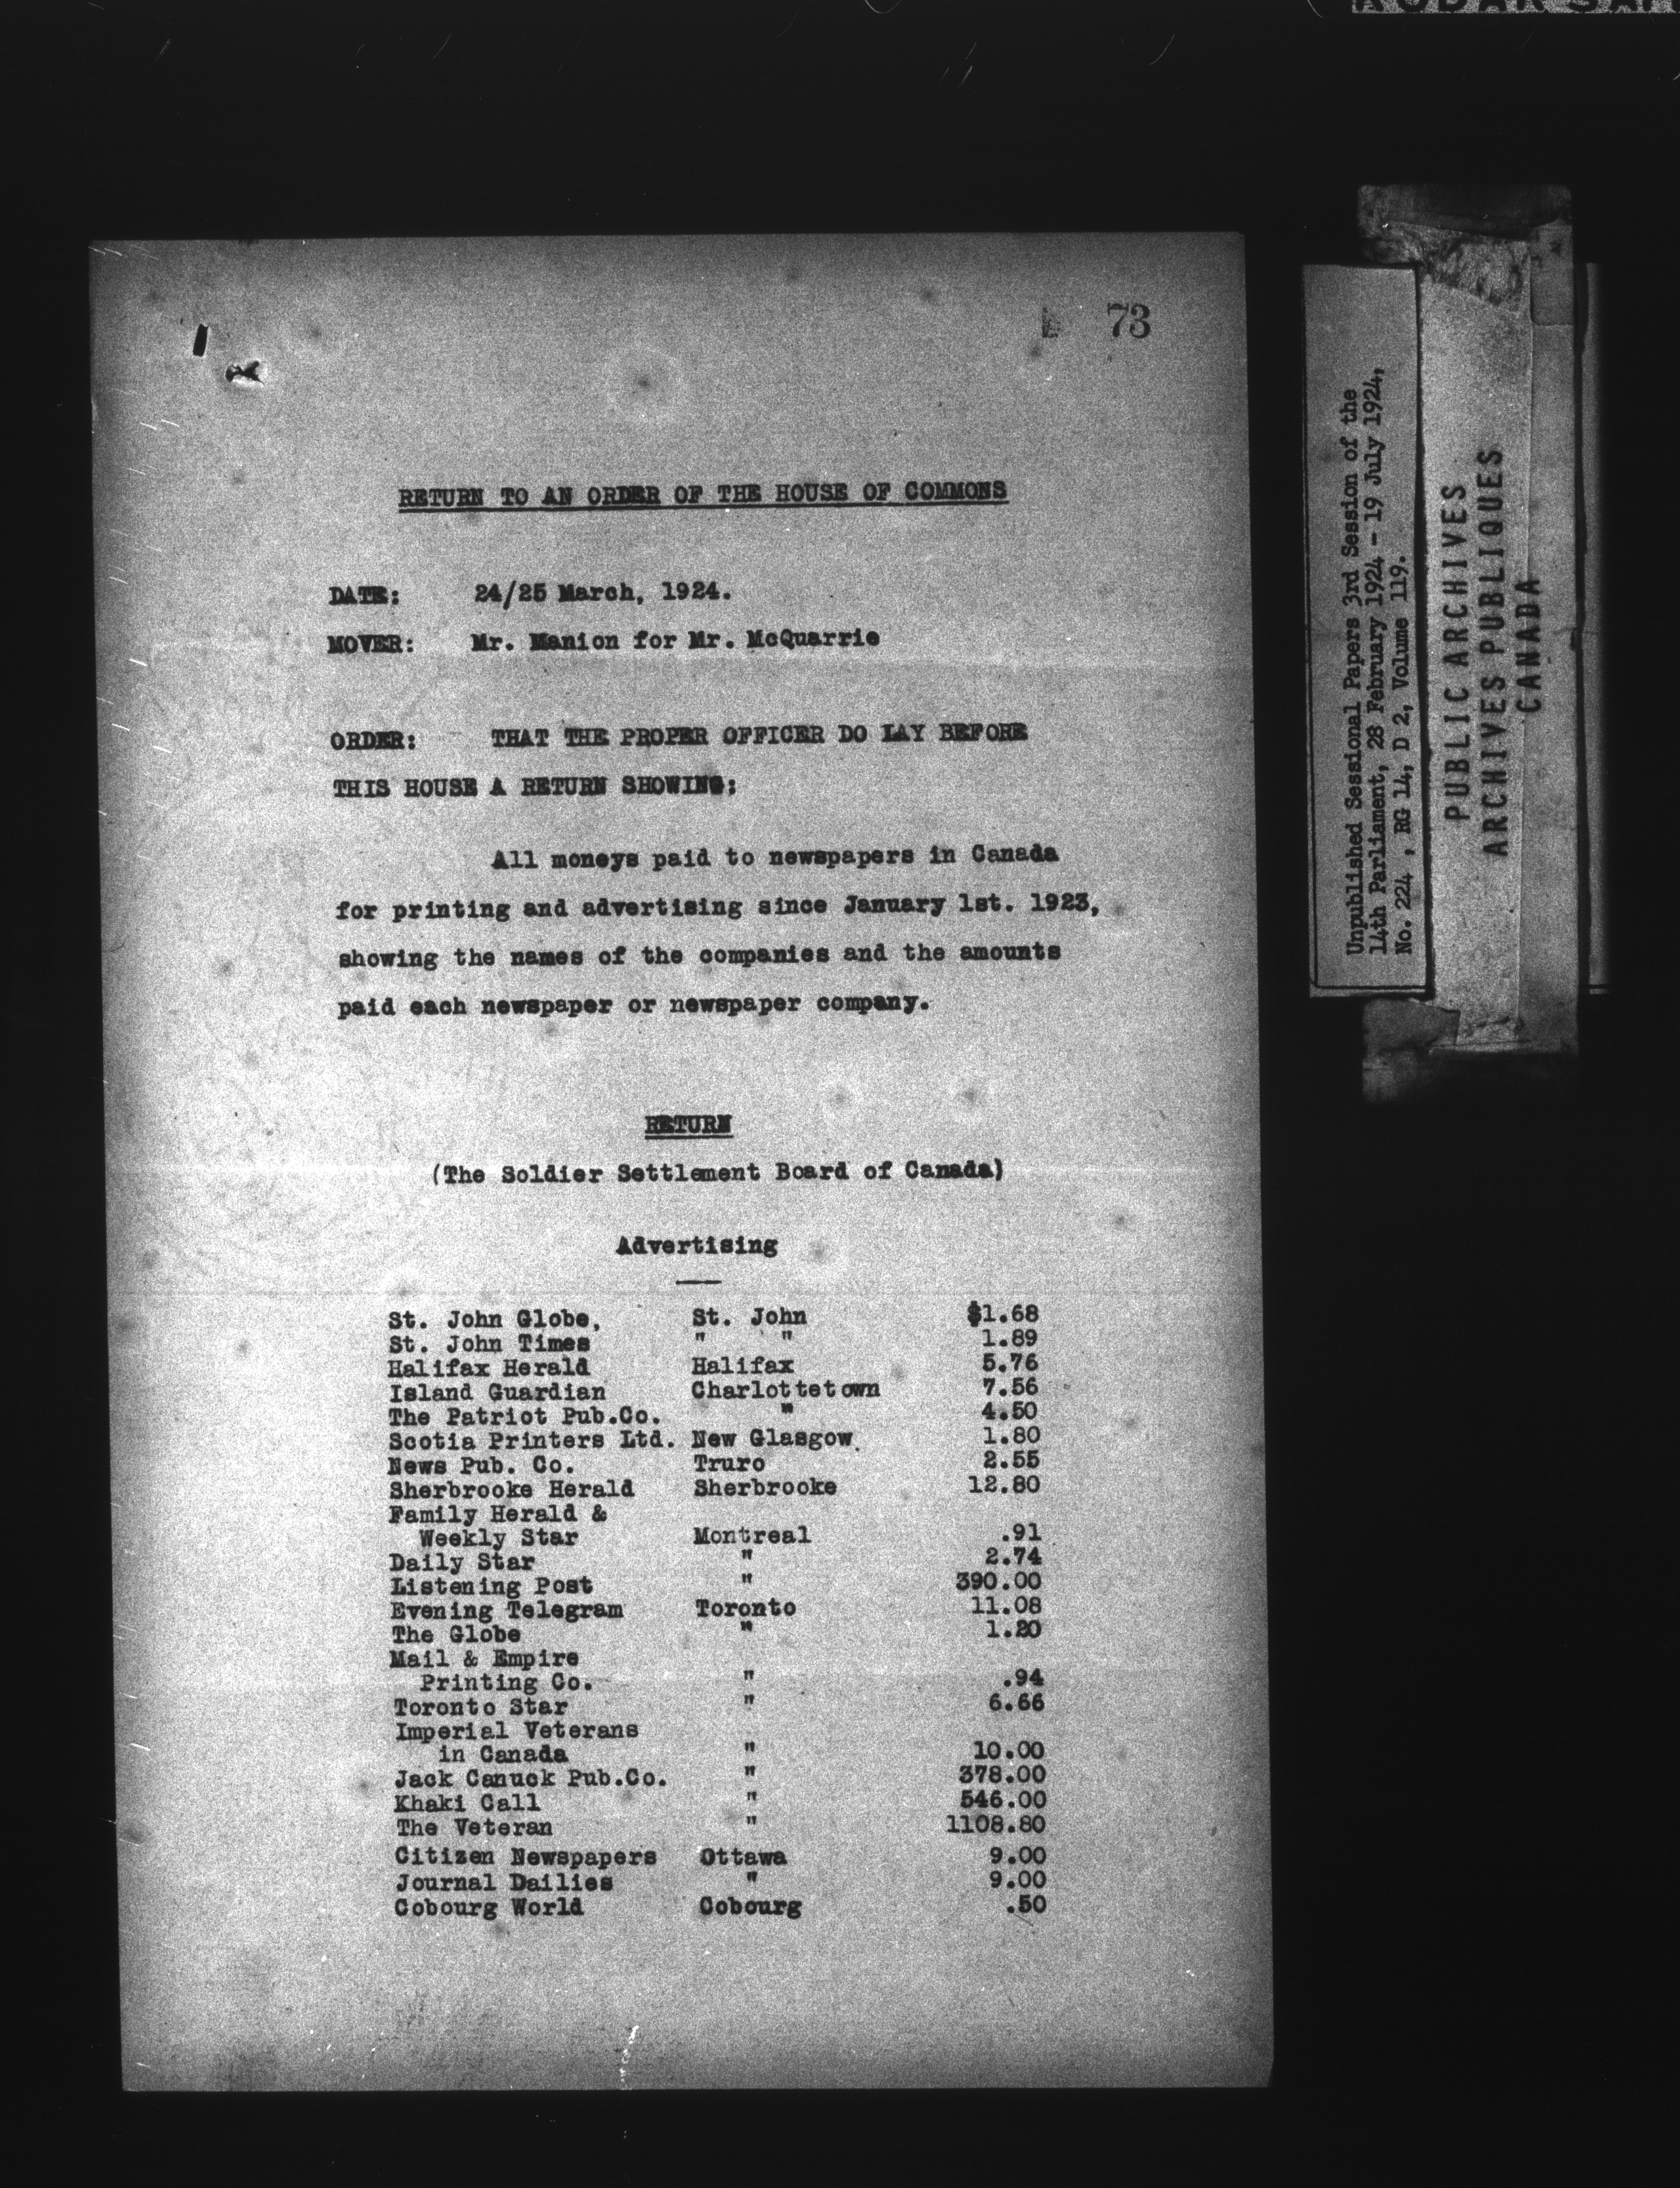 73
RETURN TO AN ORDER OF THE HOUSE OF COMMONS
DATE: 24/25 March, 1924.
MOVER: Mr. Manion for Mr. McQuarrie
ORDER: THAT THE PROPER OFFICER DO LAY BEFORE
THIS HOUSE A RETURN SHOWING:
All moneys paid to newspapers in Canada
for printing and advertising since January 1st. 1923,
showing the names of the companies and the amounts
paid each newspaper or newspaper company.
RETURN
(The Soldier Settlement Board of Canada)
Advertising
St. John Globe, St. John $1.68
St. John Times " " 1.89
Halifax Herald Halifax 5.76
Island Guardian Charlottetown 7.56
The Patriot Pub.Co. " 4.50
Scotia Printers Ltd. New Glasgow 1.80
News Pub. Co. Truro 2.55
Sherbrooke Herald Sherbrooke 12.80
Family Herald &
Weekly Star Montreal .91
Daily Star " 2.74
Listening Post " 390.00
Evening Telegram Toronto 11.08
The Globe " 1.20
Mail & Empire
Printing Co. " .94
Toronto Star " 6.66
Imperial Veterans
in Canada " 10.00
Jack Canuck Pub.Co. " 378.00
Khaki Call " 546.00
The Veteran " 1108.80
Citizen Newspapers Ottawa 9.00
Journal Dailies " 9.00
Cobourg World Cobourg .50
Unpublished Sessional Papers 3rd Session of the
14th Parliament, 28 February 1924 - 19 July 1924,
No. 224 , RG 14, D 2, Volume 119.
PUBLIC ARCHIVES
ARCHIVES PUBLIQUES
CANADA